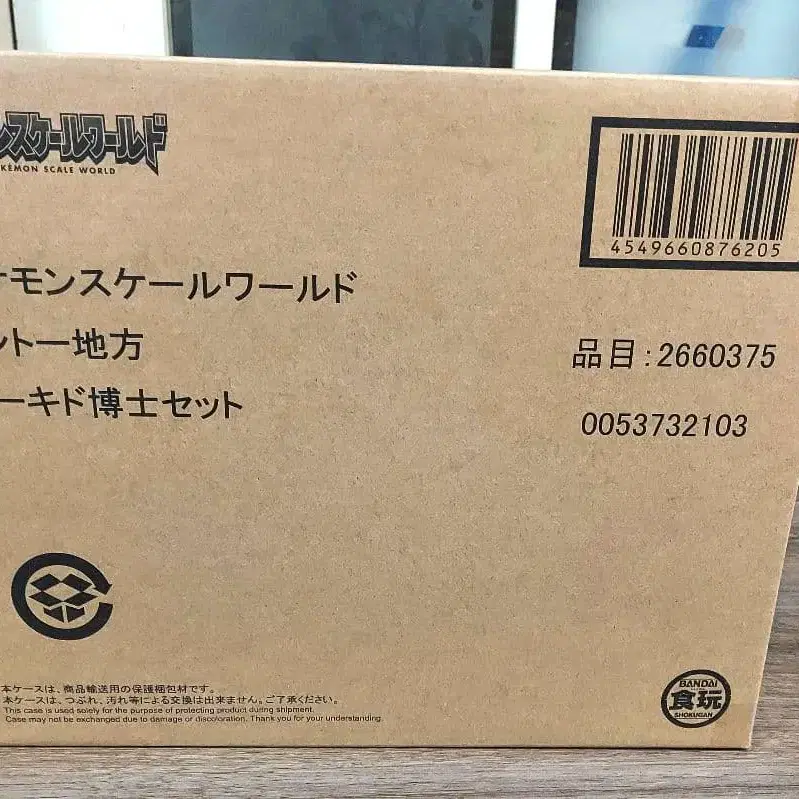 ンスケールワールド
KÉMON SCALE WORLD
4549660876205
モンスケールワールド
ントー地方
ーキド博士セット
品目:2660375
0053732103
本ケースは、商品輸送用の保護梱包材です。
本ケースは、つぶれ、汚れ等による交換は出来ません。ご了承ください。
This case is used solely for the purpose of protecting product during shipment.
Case may not be exchanged due to damage or discoloration. Thank you for your understanding.
BANDAI
食玩
SHOKUGAN